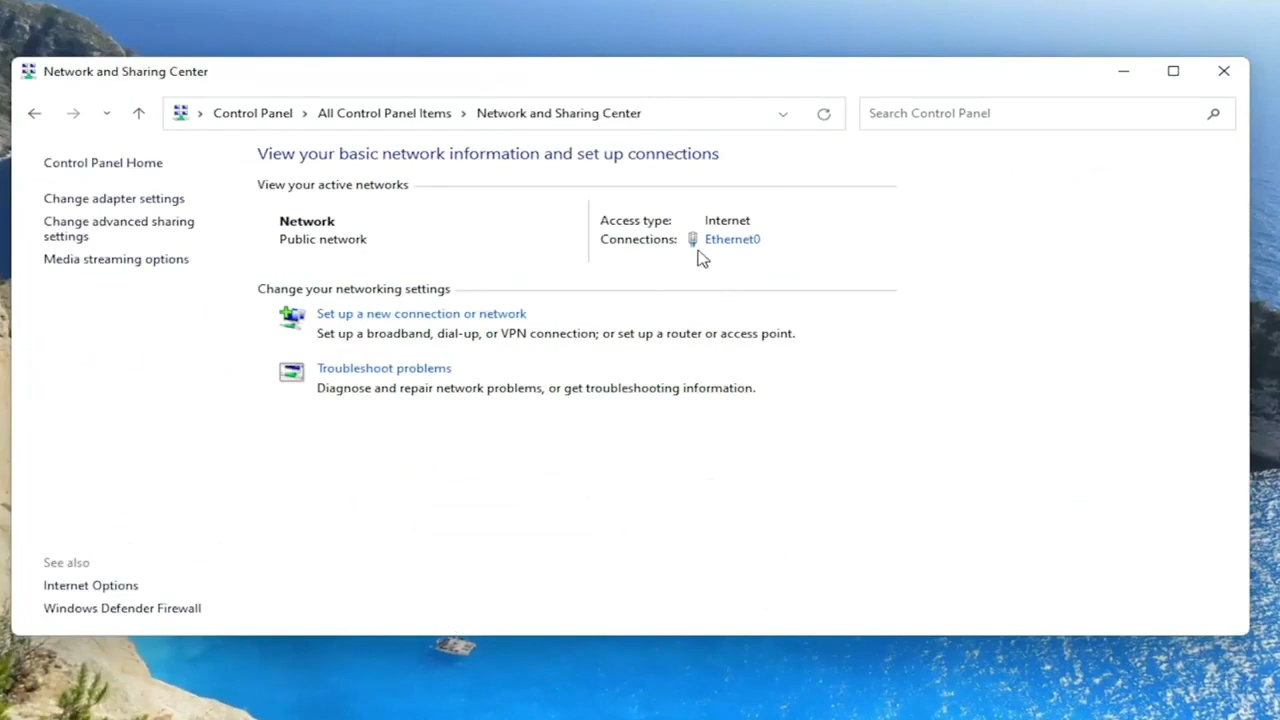 Network and Sharing Center
Control Panel > All Control Panel Items > Network and Sharing Center
Search Control Panel
Control Panel Home
Change adapter settings
Change advanced sharing
settings
Media streaming options
See also
Internet Options
Windows Defender Firewall
View your basic network information and set up connections
View your active networks
Network
Public network
Access type: Internet
Connections: Ethernet0
Change your networking settings
Set up a new connection or network
Set up a broadband, dial-up, or VPN connection; or set up a router or access point.
Troubleshoot problems
Diagnose and repair network problems, or get troubleshooting information.